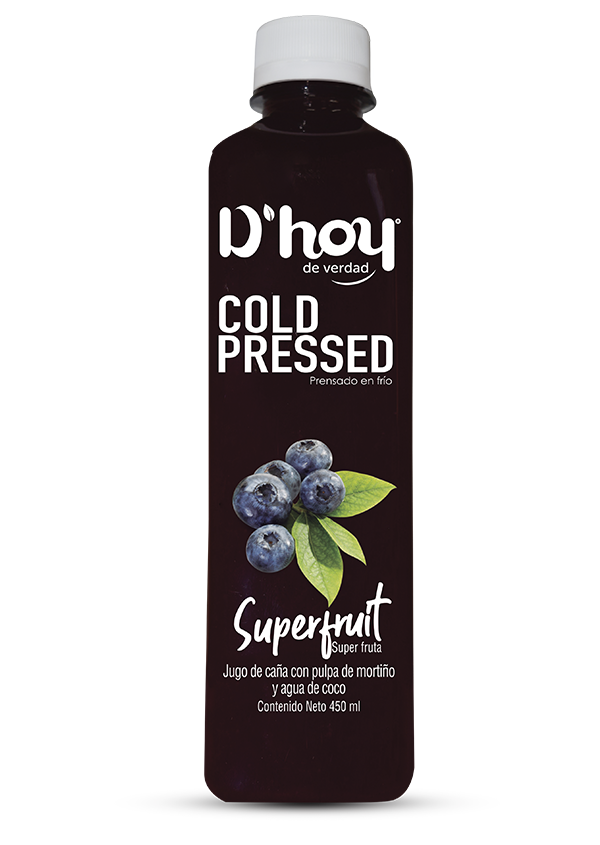 D'hoy
de verdad
COLD
PRESSED
Prensado en frío
Superfruit
Super fruta
Jugo de caña con pulpa de mortiño
y agua de coco
Contenido Neto 450 ml